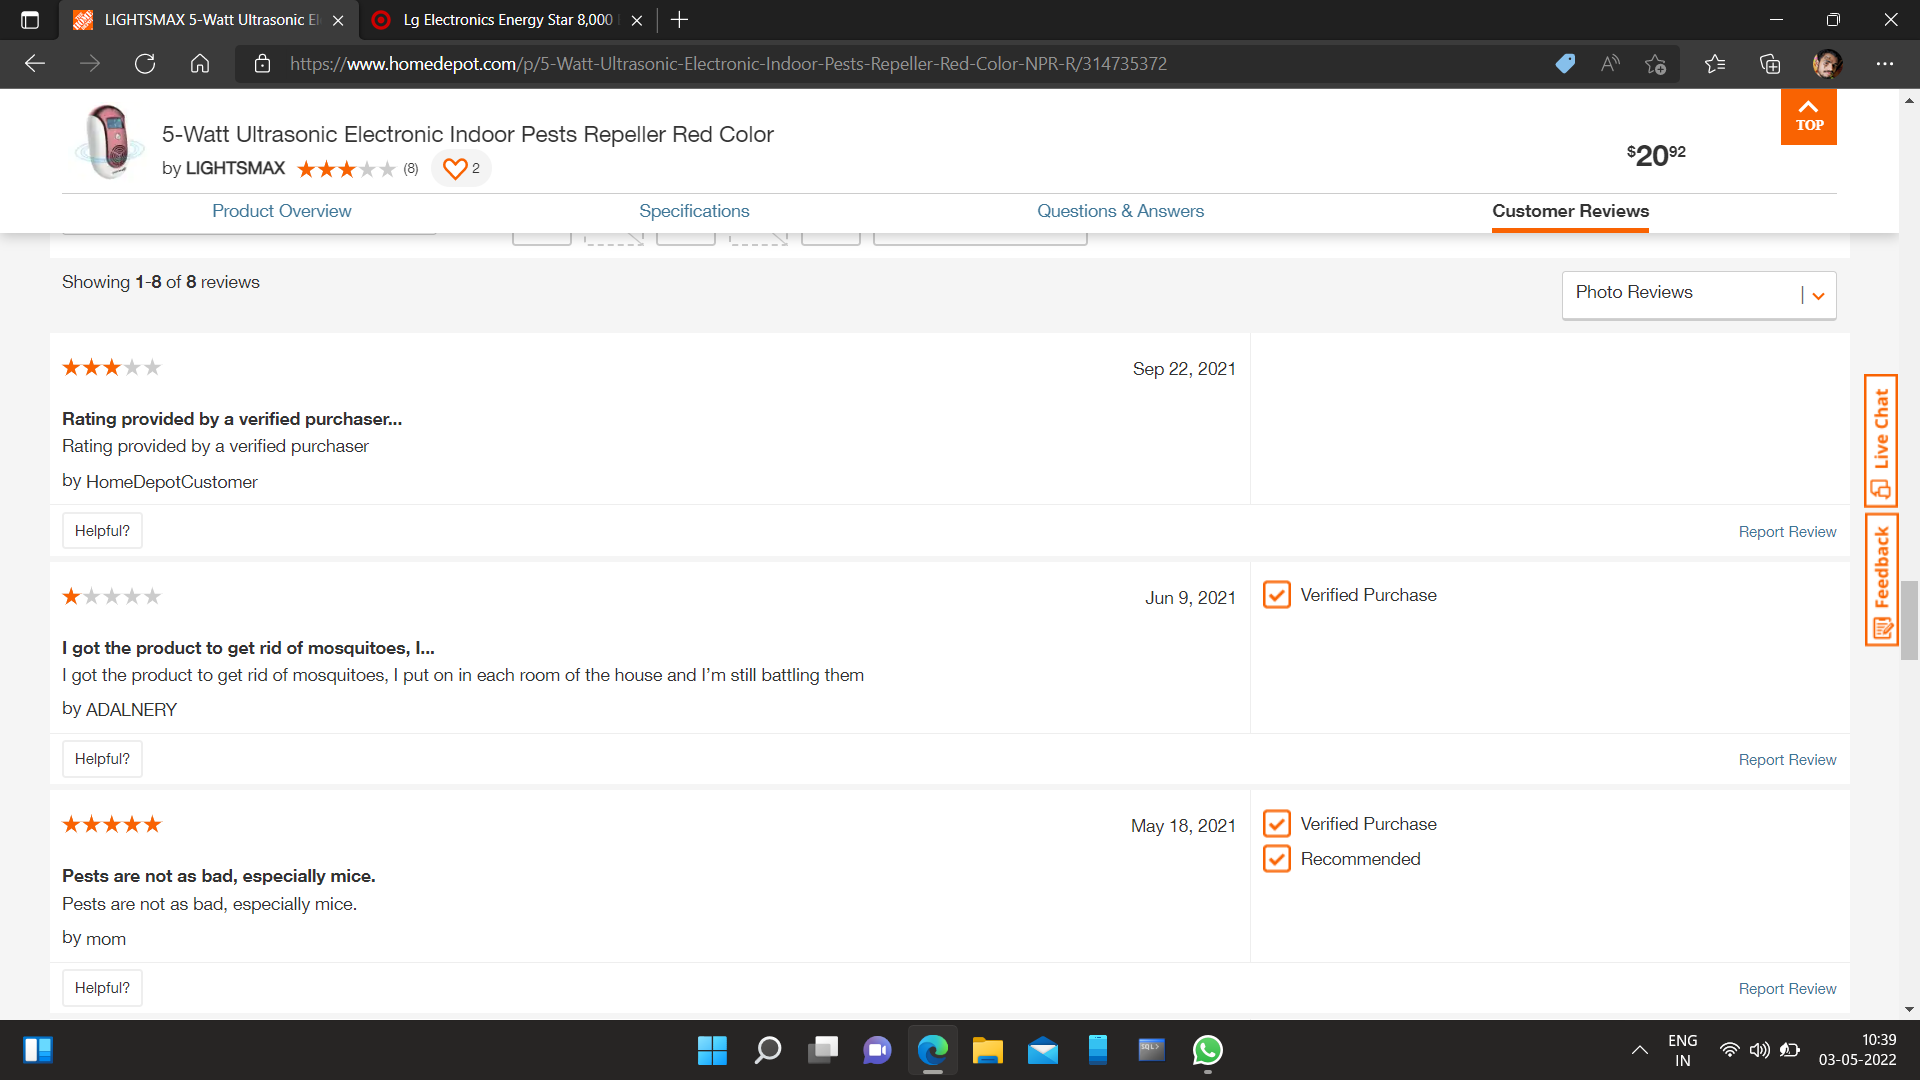 LIGHTSMAX 5-Watt Ultrasonic El
Lg Electronics Energy Star 8,000
https://www.homedepot.com/p/5-Watt-Ultrasonic-Electronic-Indoor-Pests-Repeller-Red-Color-NPR-R/314735372
5-Watt Ultrasonic Electronic Indoor Pests Repeller Red Color
by LIGHTSMAX (8) 2
$20 92
TOP
Product Overview
Specifications
Questions & Answers
Customer Reviews
Showing 1-8 of 8 reviews
Photo Reviews
Sep 22, 2021
Rating provided by a verified purchaser...
Rating provided by a verified purchaser
by HomeDepotCustomer
Helpful?
Report Review
Jun 9, 2021
Verified Purchase
I got the product to get rid of mosquitoes, I...
I got the product to get rid of mosquitoes, I put on in each room of the house and I’m still battling them
by ADALNERY
Helpful?
Report Review
May 18, 2021
Verified Purchase
Recommended
Pests are not as bad, especially mice.
Pests are not as bad, especially mice.
by mom
Helpful?
Report Review
Live Chat
Feedback
SQL>
ENG
IN
10:39
03-05-2022